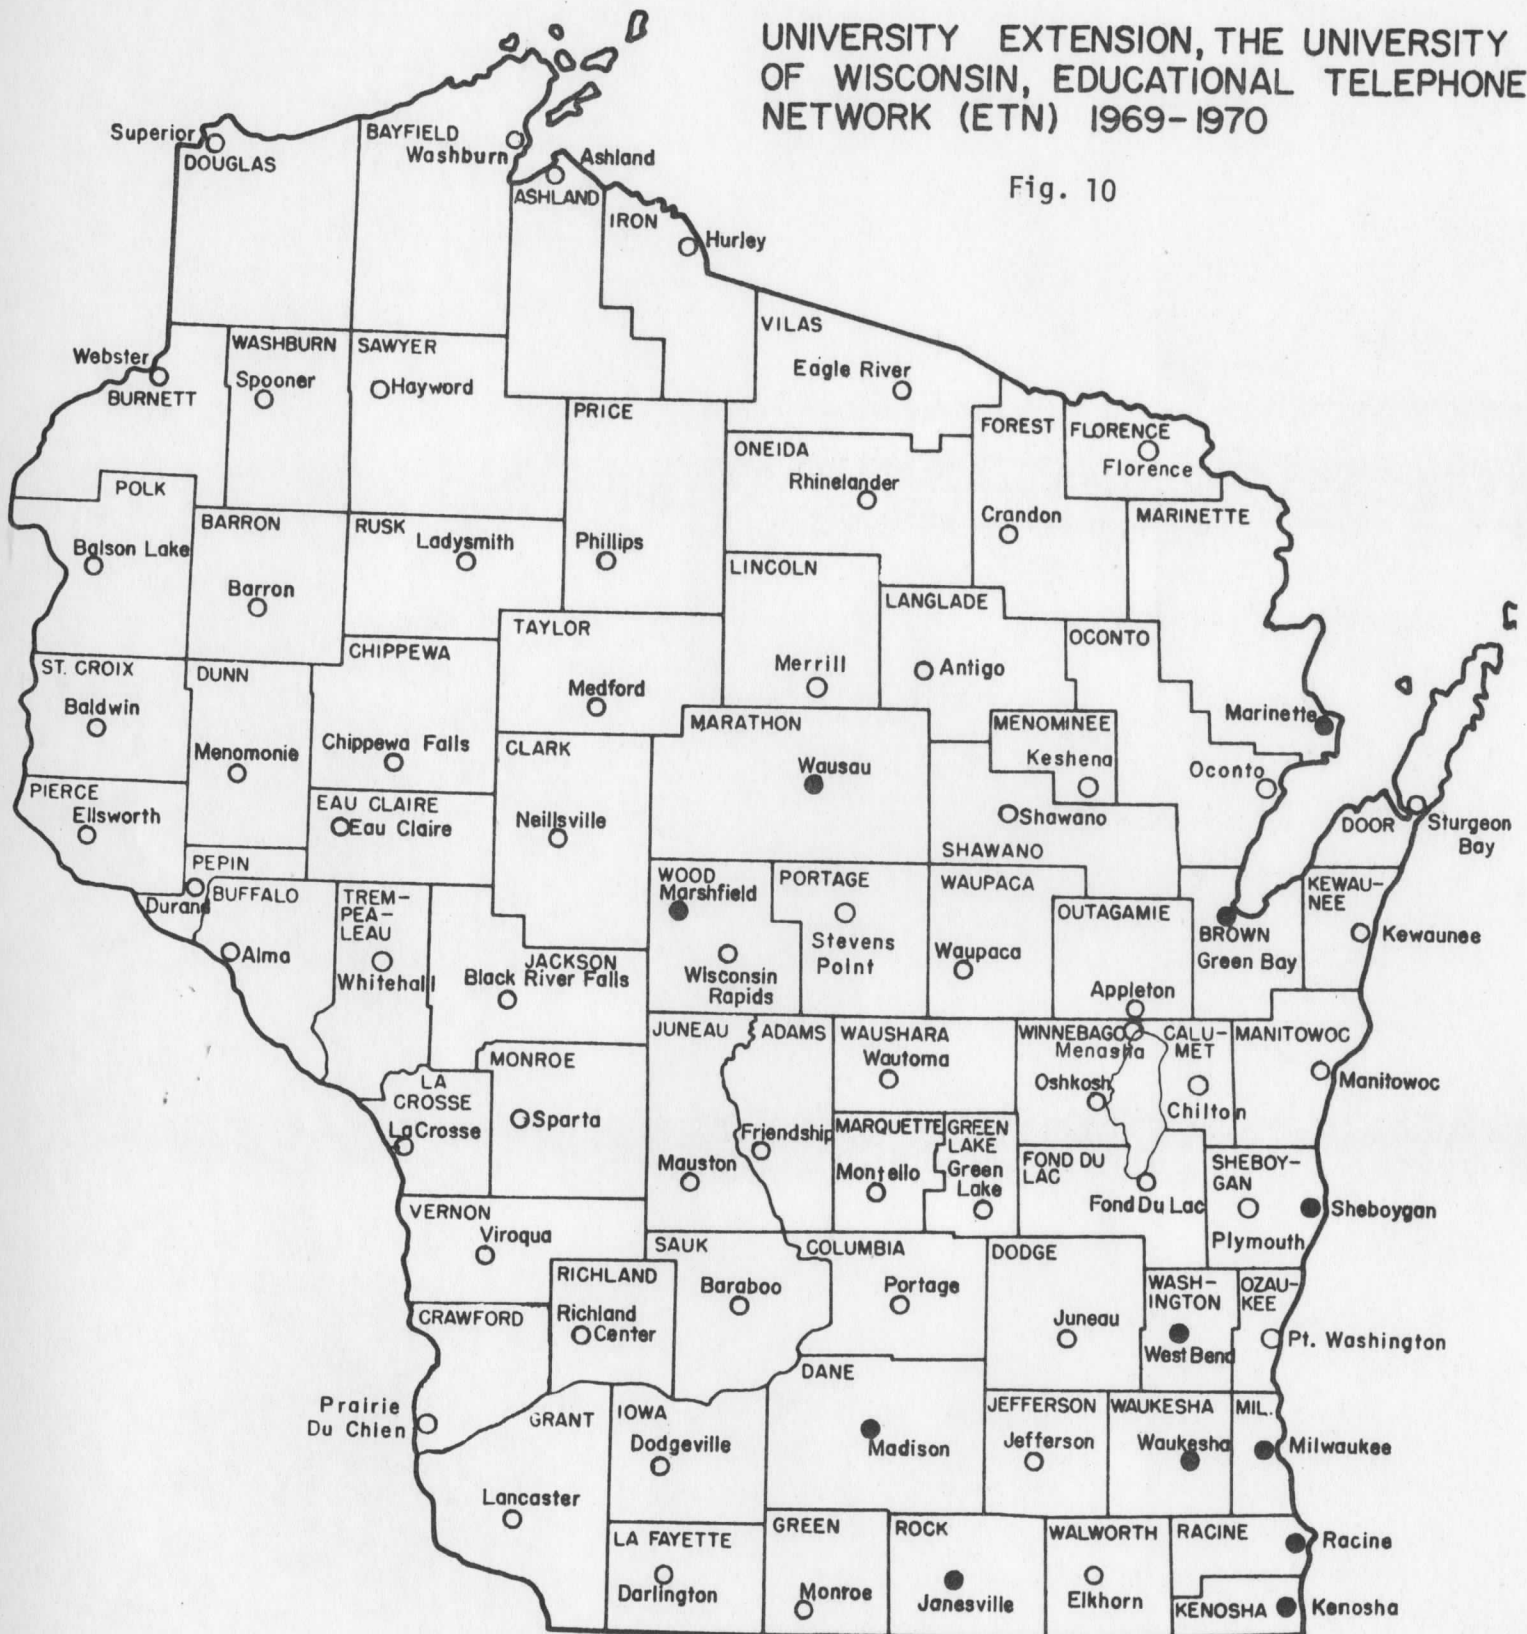 UNIVERSITY EXTENSION, THE UNIVERSITY
OF WISCONSIN, EDUCATIONAL TELEPHONE
NETWORK (ETN) 1969-1970
Fig. 10
Superior
DOUGLAS
BAYFIELD
Washburn
Ashland
ASHLAND
IRON
Hurley
VILAS
Eagle River
Webster
BURNETT
WASHBURN
Spooner
SAWYER
Hayword
PRICE
Phillips
ONEIDA
Rhinelander
FOREST
Crandon
FLORENCE
Florence
MARINETTE
Marinette
POLK
Balson Lake
BARRON
Barron
RUSK
Ladysmith
LINCOLN
Merrill
LANGLADE
Antigo
OCONTO
Oconto
TAYLOR
Medford
CHIPPEWA
Chippewa Falls
ST. CROIX
Baldwin
DUNN
Menomonie
PIERCE
Ellsworth
EAU CLAIRE
Eau Claire
CLARK
Neillsville
MARATHON
Wausau
MENOMINEE
Keshena
Shawano
SHAWANO
DOOR
Sturgeon
Bay
PEPIN
Durand
BUFFALO
Alma
TREM-
PEA-
LEAU
Whitehall
JACKSON
Black River Falls
WOOD
Marshfield
Wisconsin
Rapids
PORTAGE
Stevens
Point
WAUPACA
Waupaca
OUTAGAMIE
Appleton
BROWN
Green Bay
KEWAU-
NEE
Kewaunee
LA
CROSSE
LaCrosse
MONROE
Sparta
JUNEAU
Mauston
ADAMS
Friendship
WAUSHARA
Wautoma
WINNEBAGO
Menasha
Oshkosh
CALU-
MET
Chilton
MANITOWOC
Manitowoc
MARQUETTE
Montello
GREEN
LAKE
Green
Lake
FOND DU
LAC
Fond Du Lac
SHEBOY-
GAN
Plymouth
Sheboygan
VERNON
Viroqua
RICHLAND
Richland
Center
SAUK
Baraboo
COLUMBIA
Portage
DODGE
Juneau
WASH-
INGTON
West Bend
OZAU-
KEE
Pt. Washington
CRAWFORD
Prairie
Du Chien
GRANT
Lancaster
IOWA
Dodgeville
DANE
Madison
JEFFERSON
Jefferson
WAUKESHA
Waukesha
MIL.
Milwaukee
LA FAYETTE
Darlington
GREEN
Monroe
ROCK
Janesville
WALWORTH
Elkhorn
RACINE
Racine
KENOSHA
Kenosha